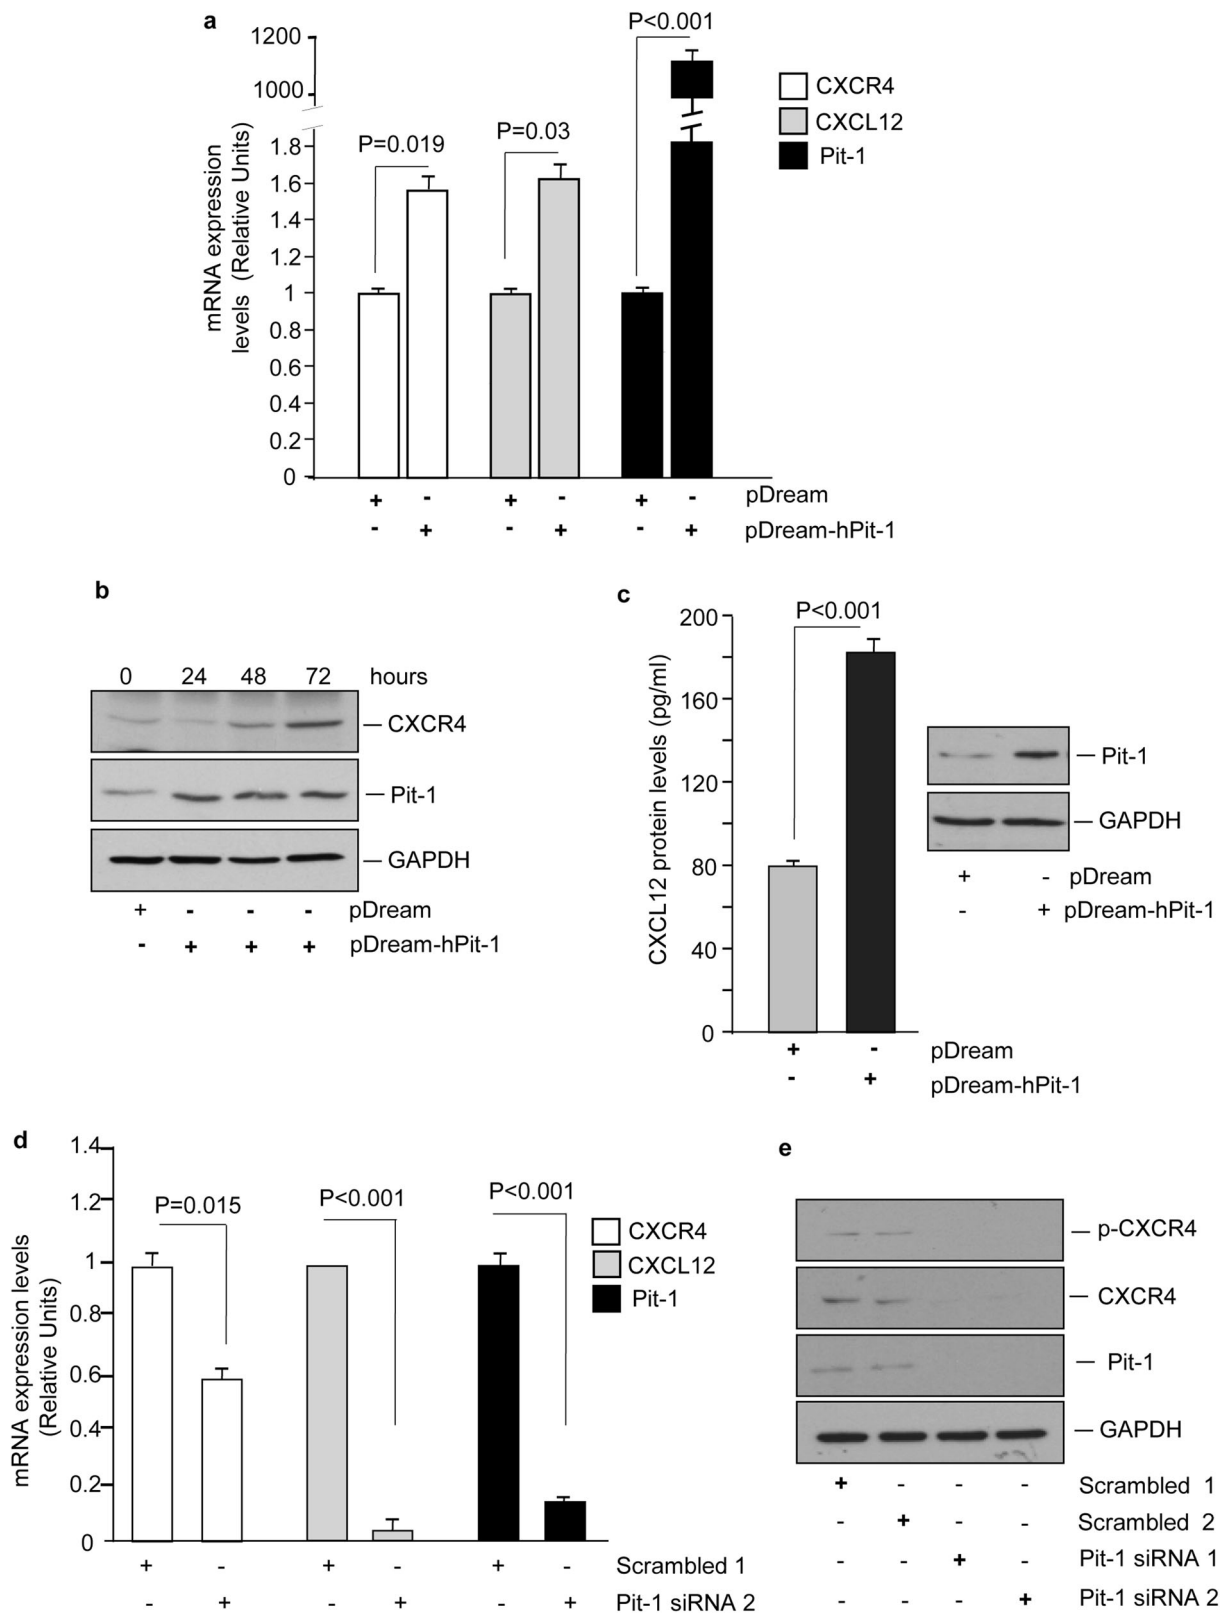 a
P<0.001
1200
1000
CXCR4
CXCL12
Pit-1
P=0.019
P=0.03
mRNA expression
levels (Relative Units)
1.8
1.6
1.4
1.2
1
0.8
0.6
0.4
0.2
0
+ - + - + - pDream
- + - + - + pDream-hPit-1
b
0 24 48 72 hours
CXCR4
Pit-1
GAPDH
+ - - - pDream
- + + + pDream-hPit-1
c
P<0.001
CXCL12 protein levels (pg/ml)
200
160
120
80
40
0
Pit-1
GAPDH
+ - pDream
- + pDream-hPit-1
+ - pDream
- + pDream-hPit-1
d
mRNA expression levels
(Relative Units)
1.4
1.2
1
0.8
0.6
0.4
0.2
0
P=0.015
P<0.001
P<0.001
CXCR4
CXCL12
Pit-1
+ - + - + - Scrambled 1
- + - + - + Pit-1 siRNA 2
e
p-CXCR4
CXCR4
Pit-1
GAPDH
+ - - - Scrambled 1
- + - - Scrambled 2
- - + - Pit-1 siRNA 1
- - - + Pit-1 siRNA 2